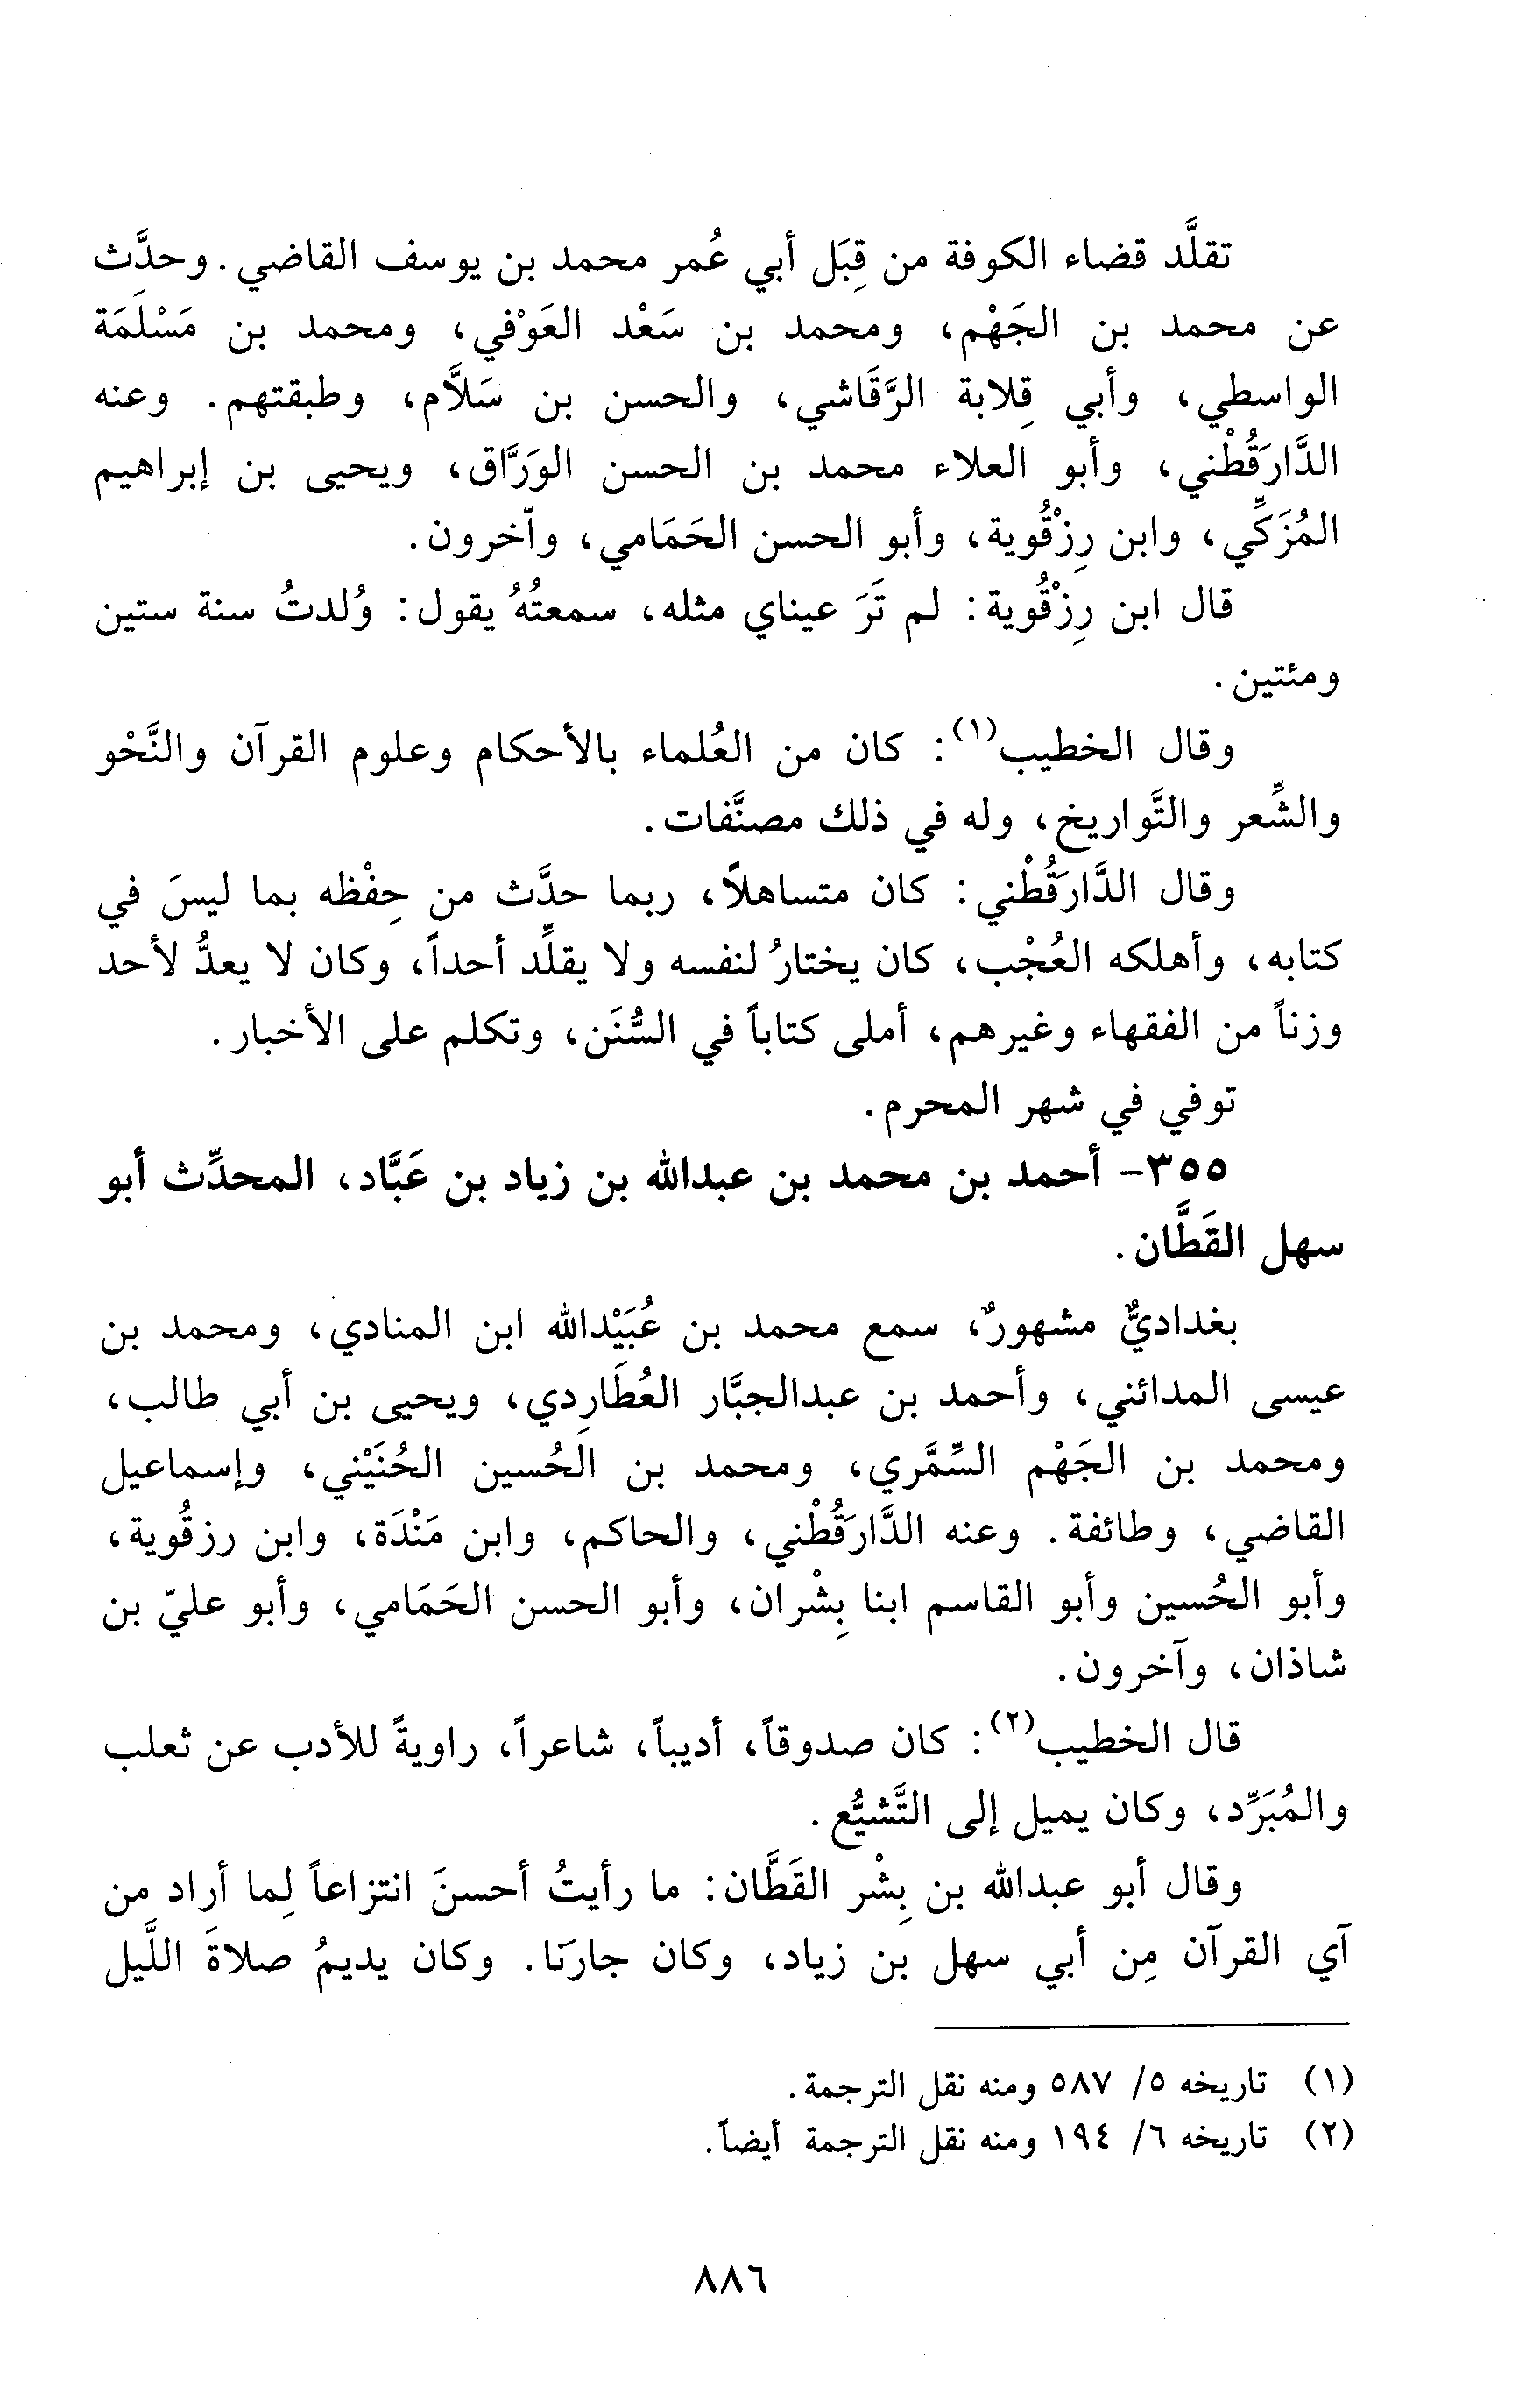 تقلَّد قضاء الكوفة من قِبَل أبي عُمر محمد بن يوسف القاضي. وحدَّث
عن محمد بن الجَهْم، ومحمد بن سَعْد العَوْفي، ومحمد بن مَسْلَمَة
الواسطي، وأبي قِلابة الرَّقَاشي، والحسن بن سَلاَّم، وطبقتهم. وعنه
الدَّارَقُطْني، وأبو العلاء محمد بن الحسن الوَرَّاق، ويحيى بن إبراهيم
المُزَكِّي، وابن رِزْقُوية، وأبو الحسن الحَمَامي، وآخرون.
قال ابن رِزْقُوية: لم تَرَ عيناي مثله، سمعتُهُ يقول: وُلدتُ سنة ستين
ومئتين.
وقال الخطيب(١): كان من العُلماء بالأحكام وعلوم القرآن والنَّحْو
والشِّعر والتَّواريخ، وله في ذلك مصنَّفات.
وقال الدَّارَقُطْني: كان متساهلاً، ربما حدَّث من حِفْظه بما ليسَ في
كتابه، وأهلكه العُجْب، كان يختارُ لنفسه ولا يقلِّد أحداً، وكان لا يعدُّ لأحد
وزناً من الفقهاء وغيرهم، أملى كتاباً في السُّنَن، وتكلم على الأخبار.
توفي في شهر المحرم.
٣٥٥- أحمد بن محمد بن عبدالله بن زياد بن عَبَّاد، المحدِّث أبو
سهل القَطَّان.
بغداديٌّ مشهورٌ، سمع محمد بن عُبَيْدالله ابن المنادي، ومحمد بن
عيسى المدائني، وأحمد بن عبدالجبَّار العُطَارِدي، ويحيى بن أبي طالب،
ومحمد بن الجَهْم السِّمَّري، ومحمد بن الحُسين الحُنَيْني، وإسماعيل
القاضي، وطائفة. وعنه الدَّارَقُطْني، والحاكم، وابن مَنْدَة، وابن رزقُوية،
وأبو الحُسين وأبو القاسم ابنا بِشْران، وأبو الحسن الحَمَامي، وأبو عليّ بن
شاذان، وآخرون.
قال الخطيب(٢): كان صدوقاً، أديباً، شاعراً، راويةً للأدب عن ثعلب
والمُبَرِّد، وكان يميل إلى التَّشيُّع.
وقال أبو عبدالله بن بِشْر القَطَّان: ما رأيتُ أحسنَ انتزاعاً لِما أراد من
آي القرآن مِن أبي سهل بن زياد، وكان جارَنا. وكان يديمُ صلاةَ اللَّيل
(١) تاريخه ٥/ ٥٨٧ ومنه نقل الترجمة.
(٢) تاريخه ٦/ ١٩٤ ومنه نقل الترجمة أيضاً.
٨٨٦